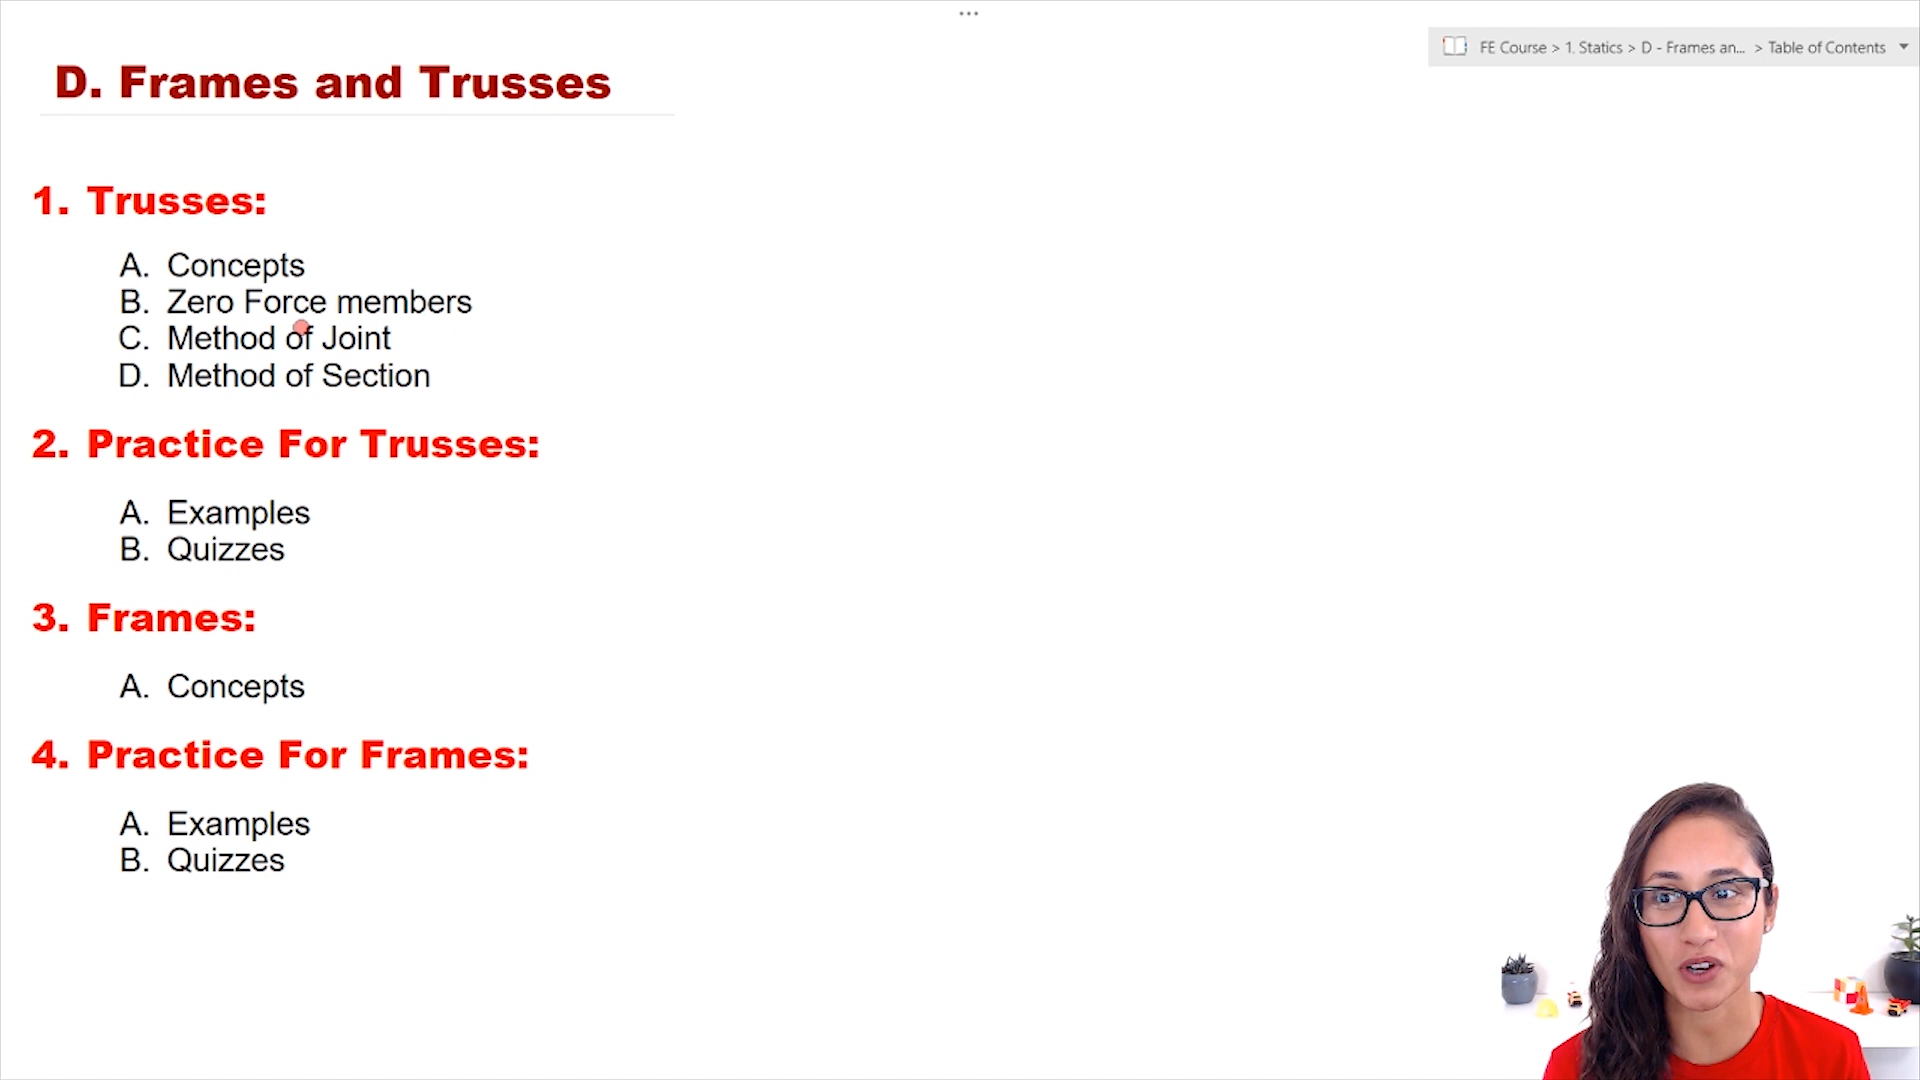 ...
FE Course > 1. Statics > D - Frames an... > Table of Contents
D. Frames and Trusses
1. Trusses:
A. Concepts
B. Zero Force members
C. Method of Joint
D. Method of Section
2. Practice For Trusses:
A. Examples
B. Quizzes
3. Frames:
A. Concepts
4. Practice For Frames:
A. Examples
B. Quizzes